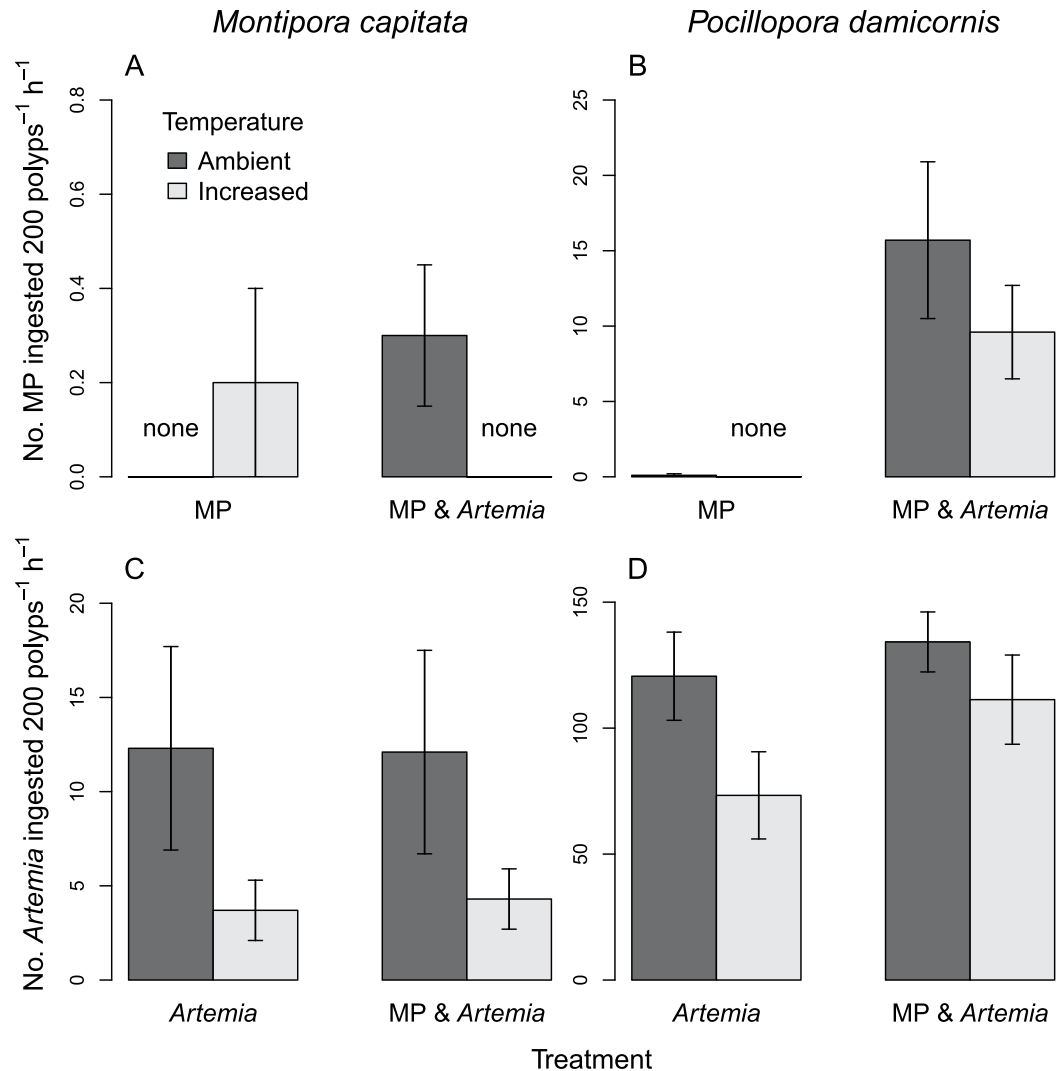 Montipora capitata
Pocillopora damicornis
A
No. MP ingested 200 polyps⁻¹ h⁻¹
0.8
0.6
0.4
0.2
0.0
Temperature
Ambient
Increased
none
none
MP
MP & Artemia
B
25
20
15
10
5
0
none
MP
MP & Artemia
C
No. Artemia ingested 200 polyps⁻¹ h⁻¹
20
15
10
5
0
Artemia
MP & Artemia
D
150
100
50
0
Artemia
MP & Artemia
Treatment